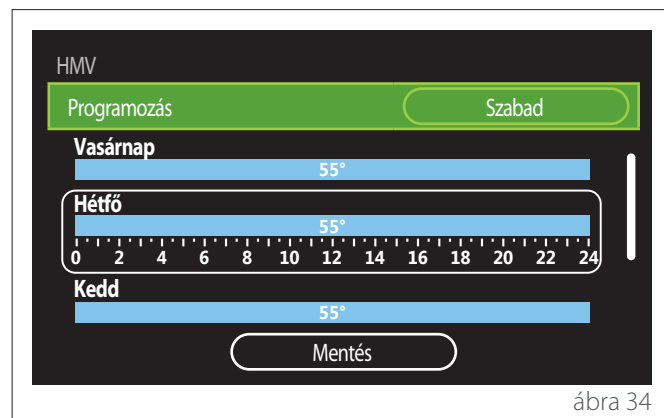 HMV
Programozás Szabad
Vasárnap
55°
Hétfő
55°
0 2 4 6 8 10 12 14 16 18 20 22 24
Kedd
55°
Mentés
ábra 34